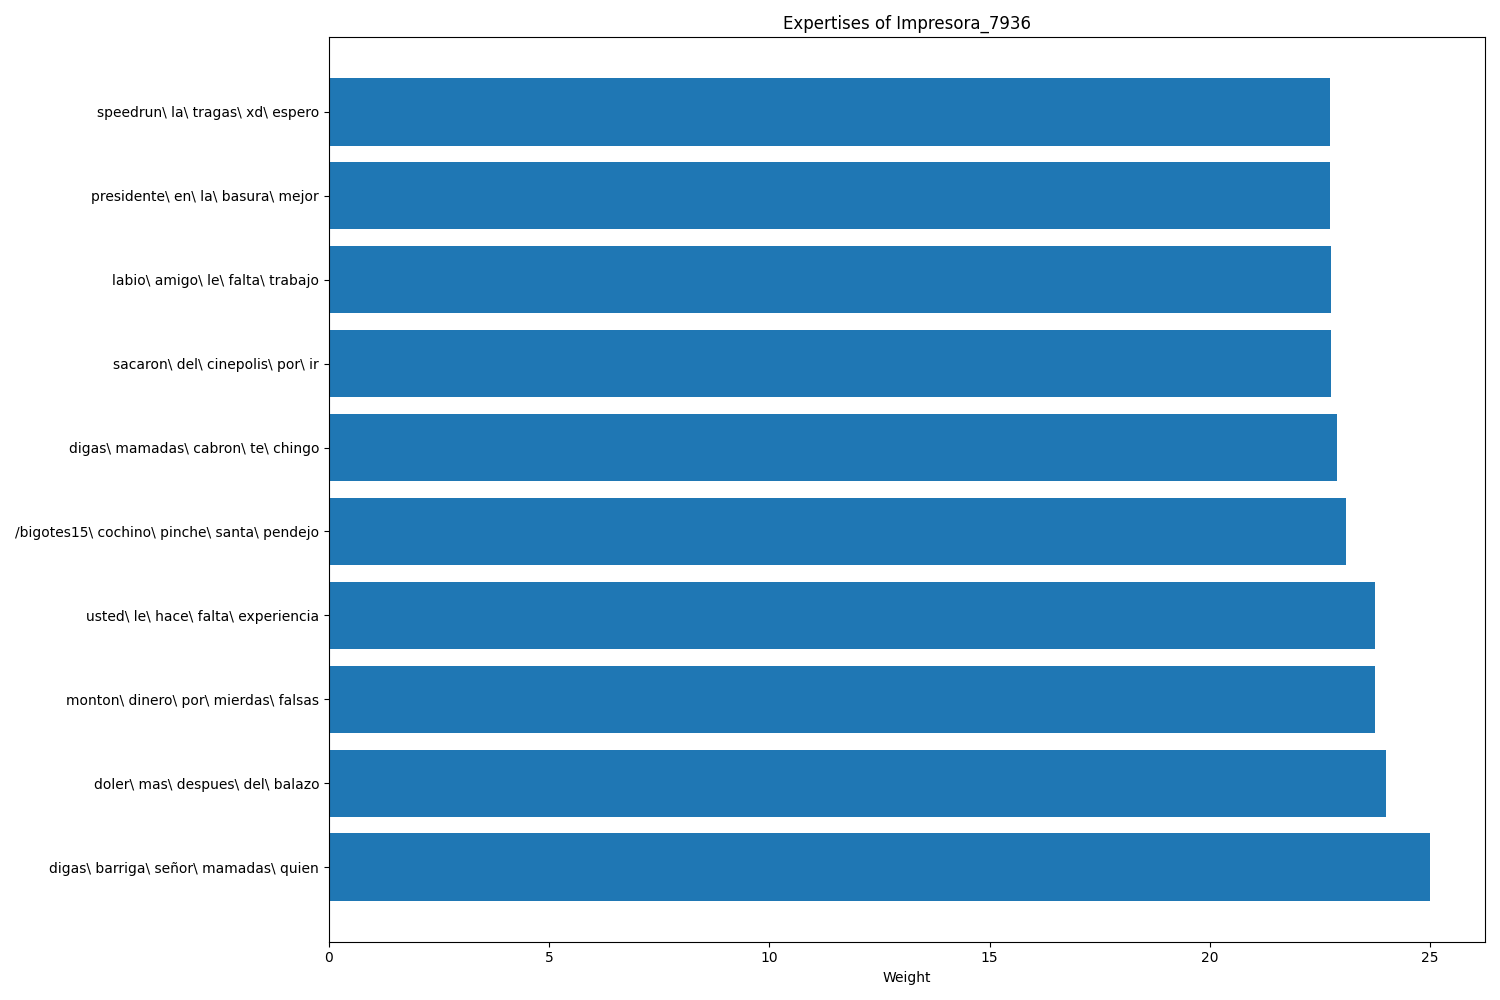 Expertises of Impresora_7936
speedrun\ la\ tragas\ xd\ espero
presidente\ en\ la\ basura\ mejor
labio\ amigo\ le\ falta\ trabajo
sacaron\ del\ cinepolis\ por\ ir
digas\ mamadas\ cabron\ te\ chingo
/bigotes15\ cochino\ pinche\ santa\ pendejo
usted\ le\ hace\ falta\ experiencia
monton\ dinero\ por\ mierdas\ falsas
doler\ mas\ despues\ del\ balazo
digas\ barriga\ señor\ mamadas\ quien
0 5 10 15 20 25
Weight